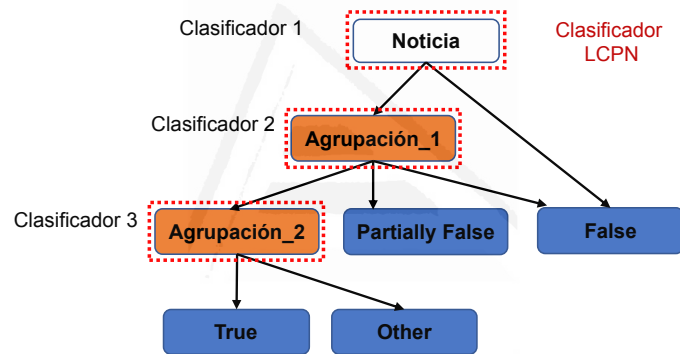 Clasificador 1
Noticia
Clasificador
LCPN
Clasificador 2
Agrupación_1
Clasificador 3
Agrupación_2
Partially False
False
True
Other